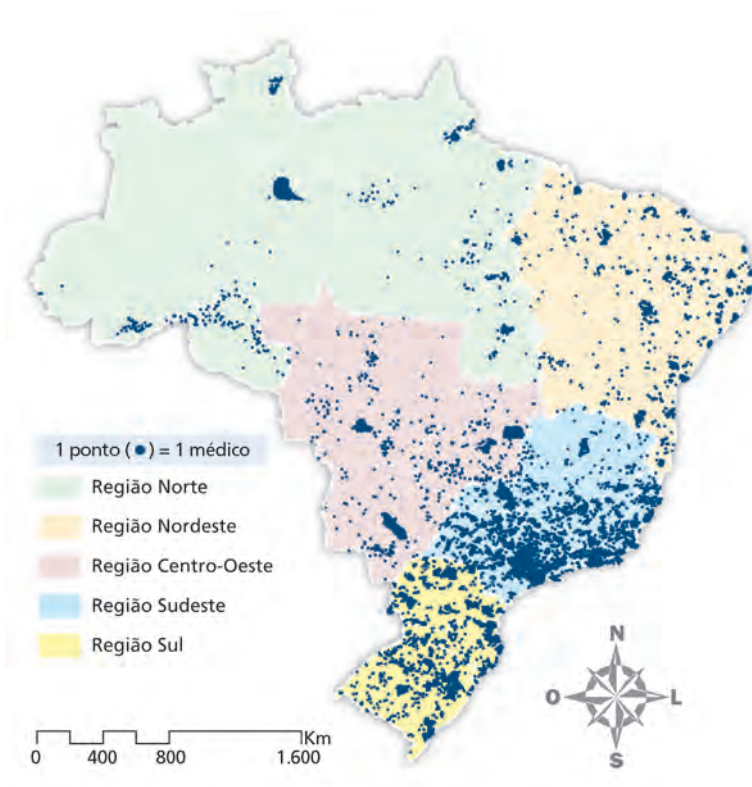 1 ponto (●) = 1 médico
Região Norte
Região Nordeste
Região Centro-Oeste
Região Sudeste
Região Sul
N
O L
S
Km
0 400 800 1.600